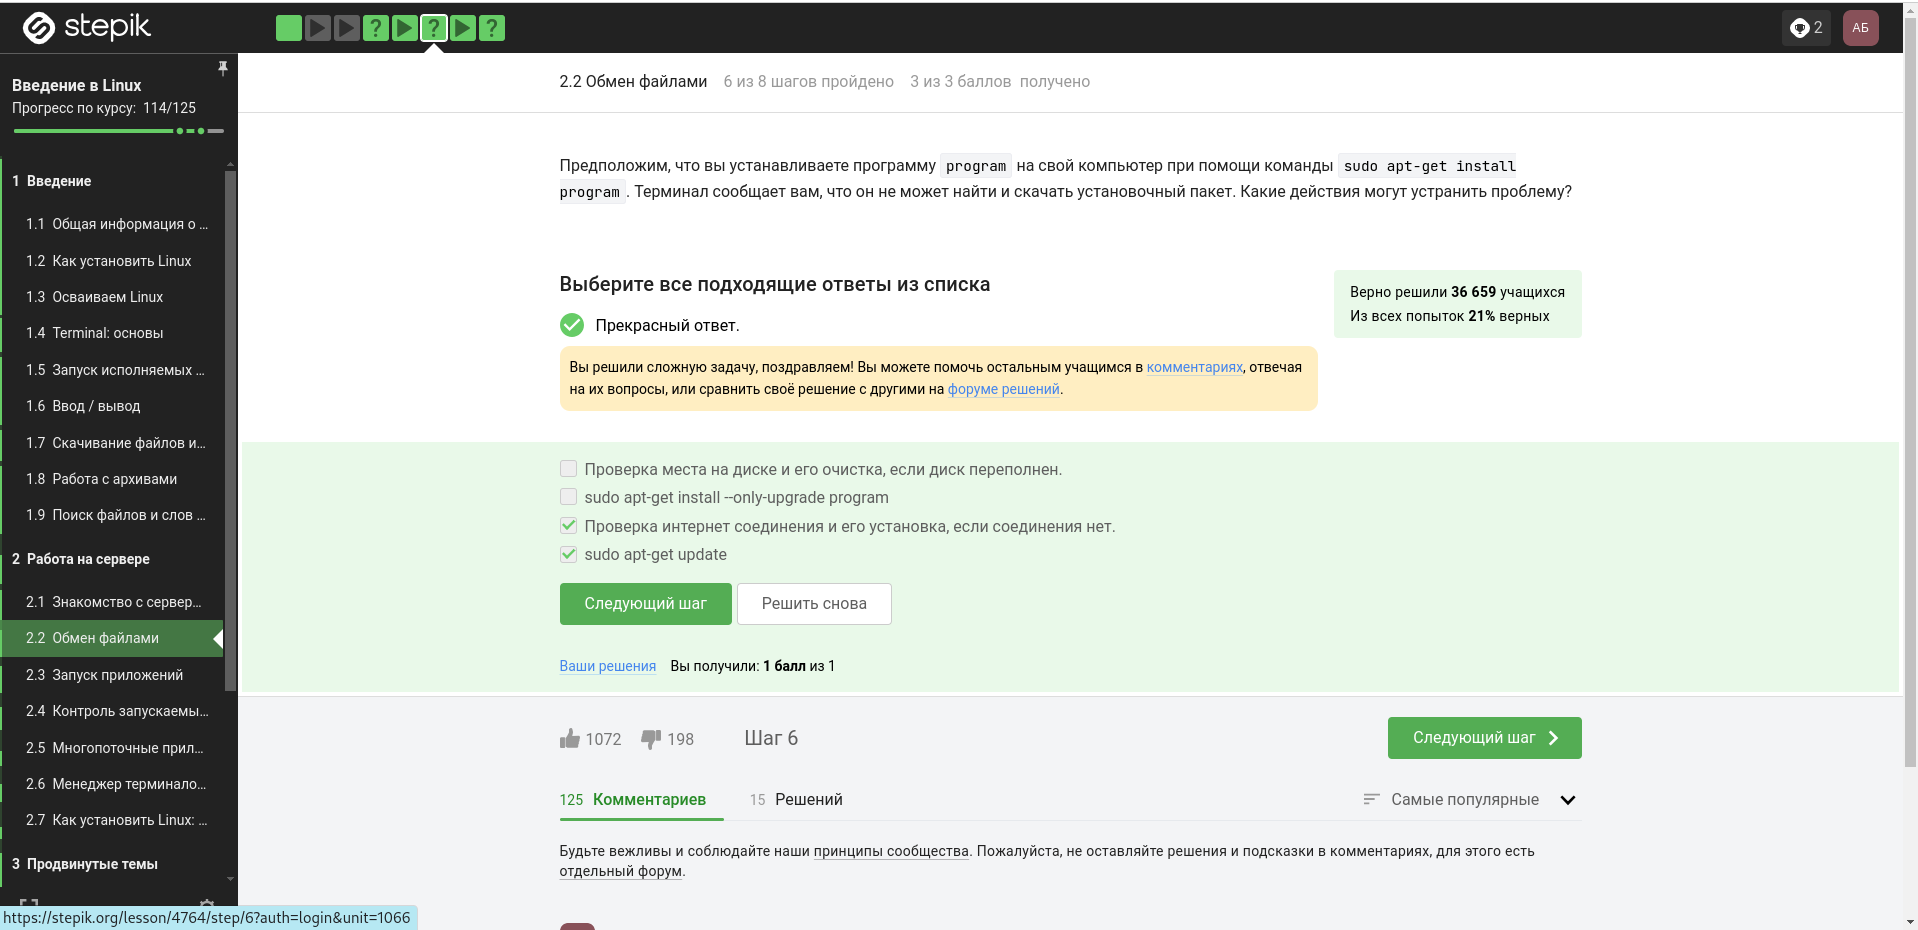 stepik
2
АБ
Введение в Linux
Прогресс по курсу: 114/125
1 Введение
1.1 Общая информация о ...
1.2 Как установить Linux
1.3 Осваиваем Linux
1.4 Terminal: основы
1.5 Запуск исполняемых ...
1.6 Ввод / вывод
1.7 Скачивание файлов и...
1.8 Работа с архивами
1.9 Поиск файлов и слов ...
2 Работа на сервере
2.1 Знакомство с сервер...
2.2 Обмен файлами
2.3 Запуск приложений
2.4 Контроль запускаемы...
2.5 Многопоточные прил...
2.6 Менеджер терминало...
2.7 Как установить Linux: ...
3 Продвинутые темы
https://stepik.org/lesson/4764/step/6?auth=login&unit=1066
2.2 Обмен файлами 6 из 8 шагов пройдено 3 из 3 баллов получено
Предположим, что вы устанавливаете программу program на свой компьютер при помощи команды sudo apt-get install
program . Терминал сообщает вам, что он не может найти и скачать установочный пакет. Какие действия могут устранить проблему?
Выберите все подходящие ответы из списка
Прекрасный ответ.
Верно решили 36 659 учащихся
Из всех попыток 21% верных
Вы решили сложную задачу, поздравляем! Вы можете помочь остальным учащимся в комментариях, отвечая
на их вопросы, или сравнить своё решение с другими на форуме решений.
Проверка места на диске и его очистка, если диск переполнен.
sudo apt-get install --only-upgrade program
Проверка интернет соединения и его установка, если соединения нет.
sudo apt-get update
Следующий шаг Решить снова
Ваши решения Вы получили: 1 балл из 1
1072 198 Шаг 6 Следующий шаг
125 Комментариев 15 Решений Самые популярные
Будьте вежливы и соблюдайте наши принципы сообщества. Пожалуйста, не оставляйте решения и подсказки в комментариях, для этого есть
отдельный форум.